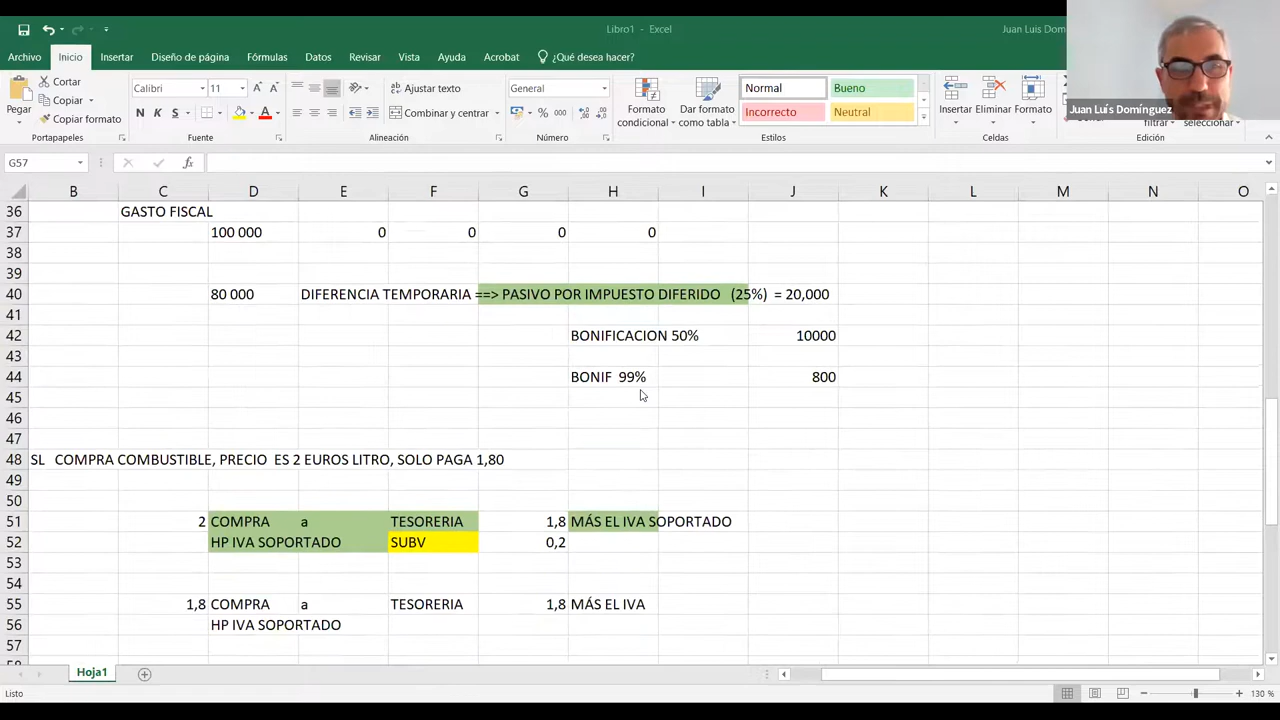 Libro1 - Excel
Juan Luis Dom
Archivo Inicio Insertar Diseño de página Fórmulas Datos Revisar Vista Ayuda Acrobat ¿Qué desea hacer?
Pegar
Cortar
Copiar
Copiar formato
Portapapeles
Calibri 11
N K S
Fuente
Ajustar texto
Combinar y centrar
Alineación
General
% 000
Número
Formato condicional
Dar formato como tabla
Normal Bueno
Incorrecto Neutral
Estilos
Insertar Eliminar Formato
Celdas
filtrar seleccionar
Edición
Juan Luís Domínguez
G57 fx
B C D E F G H I J K L M N O
36 GASTO FISCAL
37 100 000 0 0 0 0
38
39
40 80 000 DIFERENCIA TEMPORARIA ==> PASIVO POR IMPUESTO DIFERIDO (25%) = 20,000
41
42 BONIFICACION 50% 10000
43
44 BONIF 99% 800
45
46
47
48 SL COMPRA COMBUSTIBLE, PRECIO ES 2 EUROS LITRO, SOLO PAGA 1,80
49
50
51 2 COMPRA a TESORERIA 1,8 MÁS EL IVA SOPORTADO
52 HP IVA SOPORTADO SUBV 0,2
53
54
55 1,8 COMPRA a TESORERIA 1,8 MÁS EL IVA
56 HP IVA SOPORTADO
57
58
Hoja1
Listo
130 %